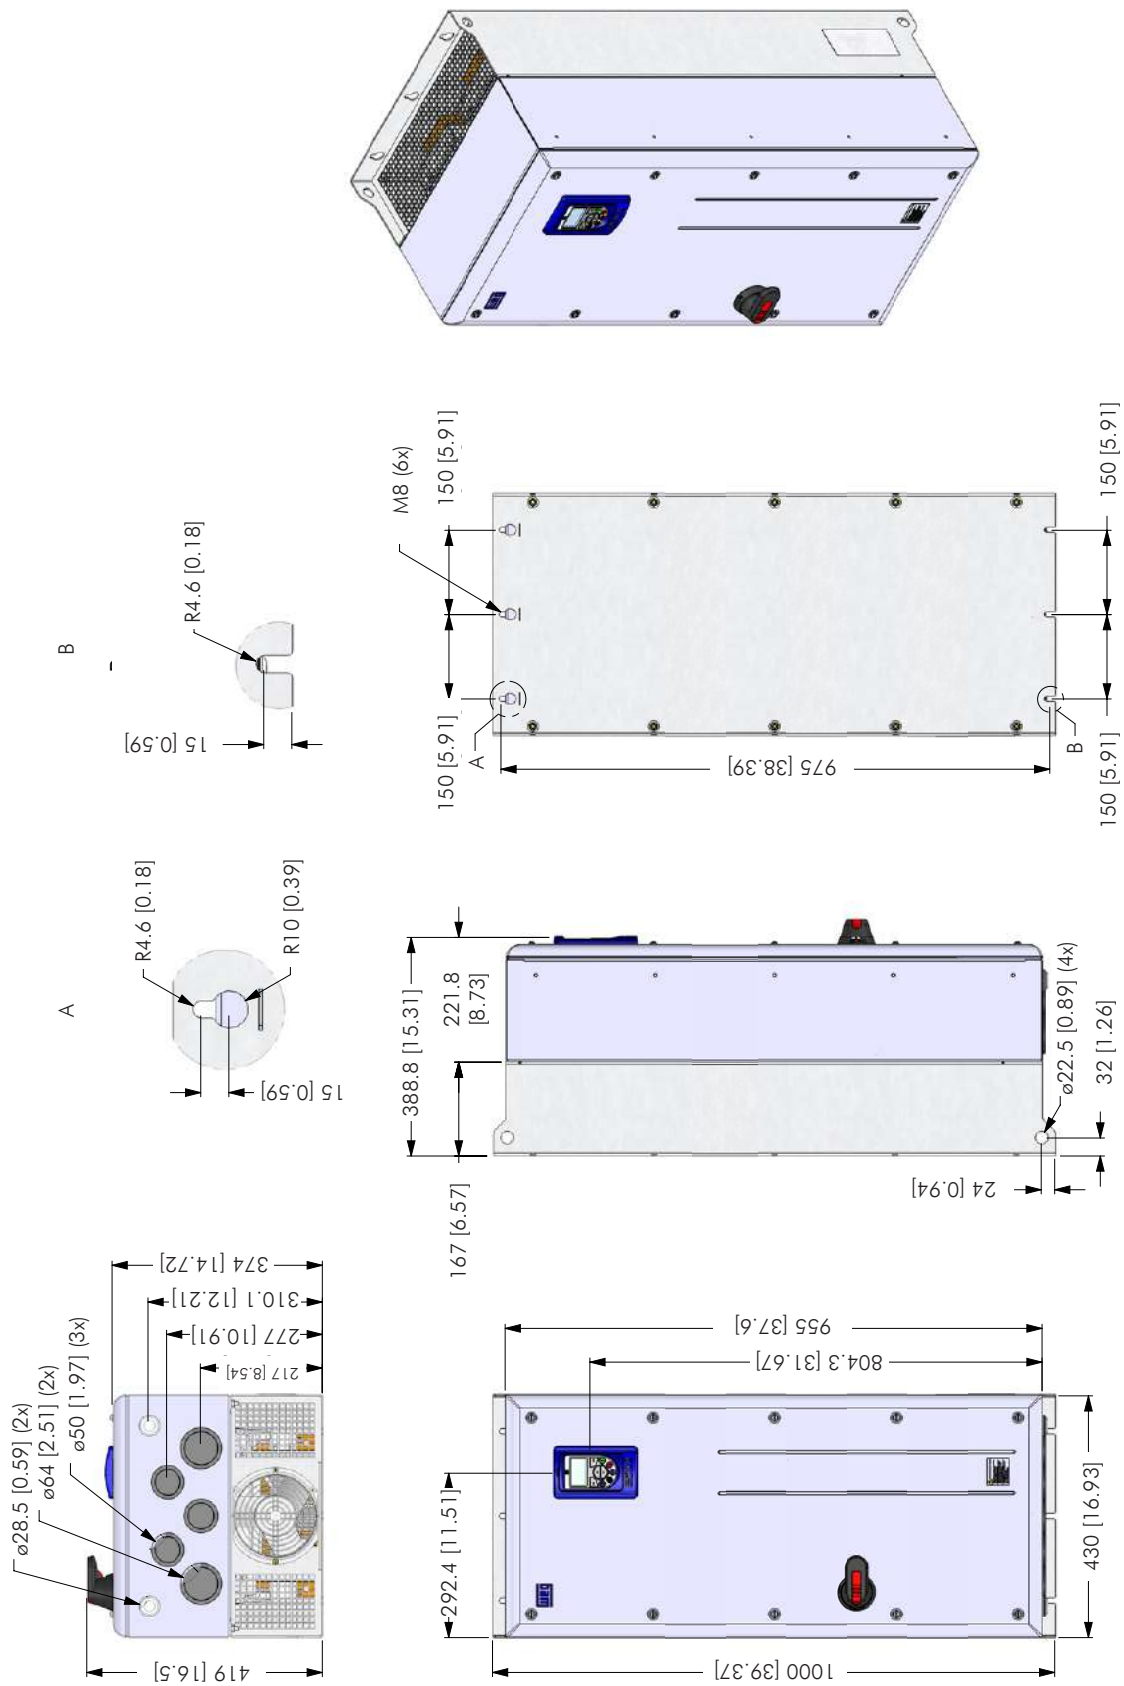 B
R4.6 [0.18]
15 [0.59]
A
R4.6 [0.18]
R10 [0.39]
15 [0.59]
M8 (6x)
150 [5.91]
150 [5.91]
A
975 [38.39]
B
150 [5.91]
150 [5.91]
388.8 [15.31]
221.8
[8.73]
167 [6.57]
ø22.5 [0.89] (4x)
32 [1.26]
24 [0.94]
ø28.5 [0.59] (2x)
ø64 [2.51] (2x)
ø50 [1.97] (3x)
374 [14.72]
310.1 [12.21]
277 [10.91]
217 [8.54]
419 [16.5]
955 [37.6]
804.3 [31.67]
292.4 [11.51]
430 [16.93]
1000 [39.37]